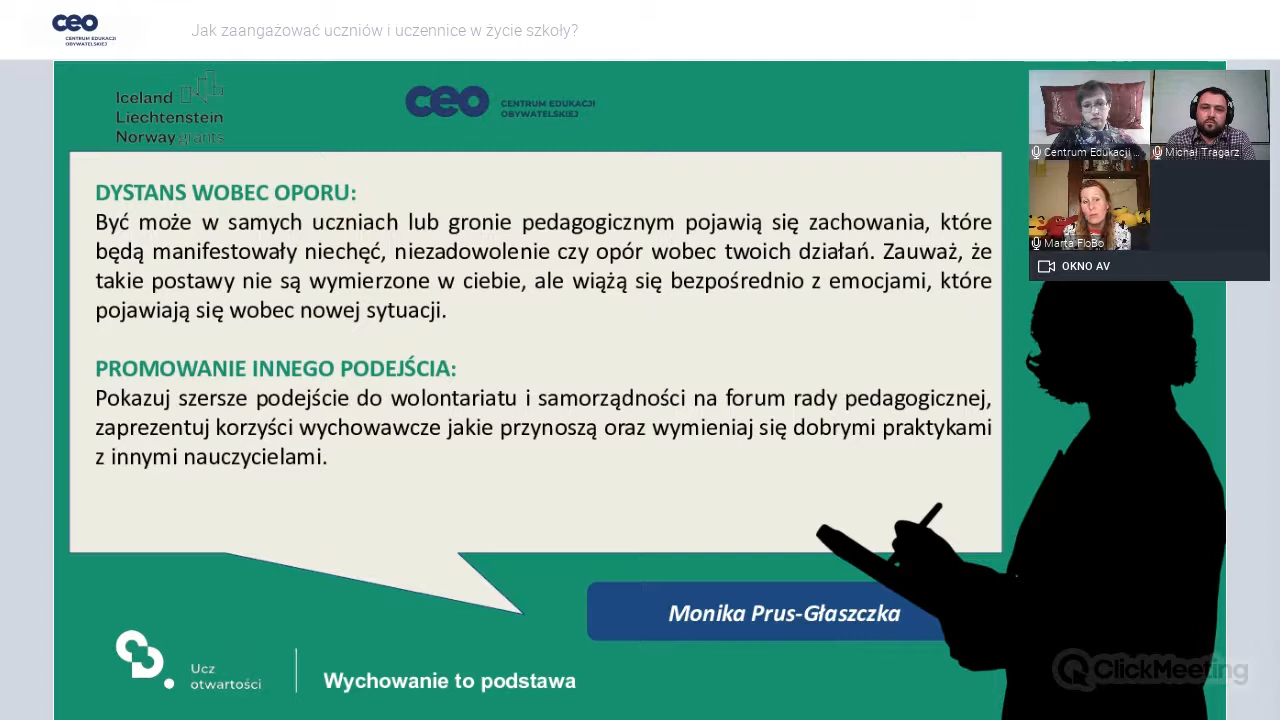 ceo
CENTRUM EDUKACJI
OBYWATELSKIEJ
Jak zaangażować uczniów i uczennice w życie szkoły?
Iceland
Liechtenstein
Norway grants
ceo
CENTRUM EDUKACJI
OBYWATELSKIEJ
Centrum Edukacji ...
Michał Tragarz
Marta FloBo
OKNO AV
DYSTANS WOBEC OPORU:
Być może w samych uczniach lub gronie pedagogicznym pojawią się zachowania, które
będą manifestowały niechęć, niezadowolenie czy opór wobec twoich działań. Zauważ, że
takie postawy nie są wymierzone w ciebie, ale wiążą się bezpośrednio z emocjami, które
pojawiają się wobec nowej sytuacji.
PROMOWANIE INNEGO PODEJŚCIA:
Pokazuj szersze podejście do wolontariatu i samorządności na forum rady pedagogicznej,
zaprezentuj korzyści wychowawcze jakie przynoszą oraz wymieniaj się dobrymi praktykami
z innymi nauczycielami.
Monika Prus-Głaszczka
Ucz
otwartości
Wychowanie to podstawa
ClickMeeting